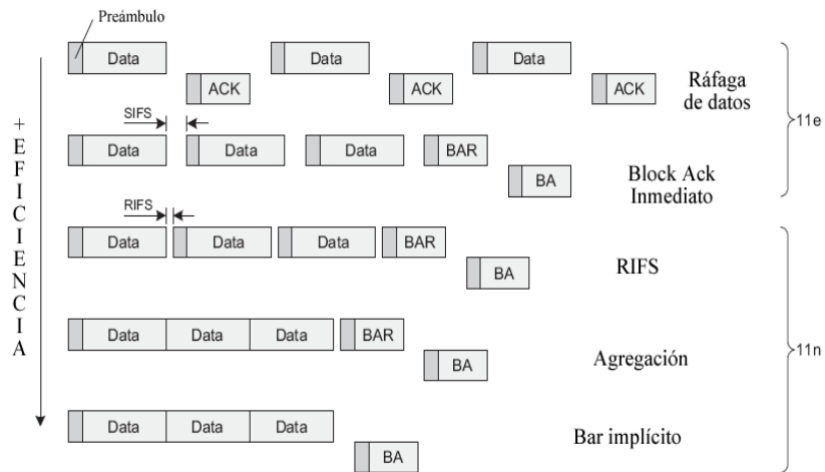 Preámbulo
Data Data Data
ACK ACK ACK
Ráfaga
de datos
SIFS
Data Data Data BAR
BA
Block Ack
Inmediato
11e
RIFS
Data Data Data BAR
BA
RIFS
Data Data Data BAR
BA
Agregación
11n
Data Data Data
BA
Bar implícito
+ EFICIENCIA